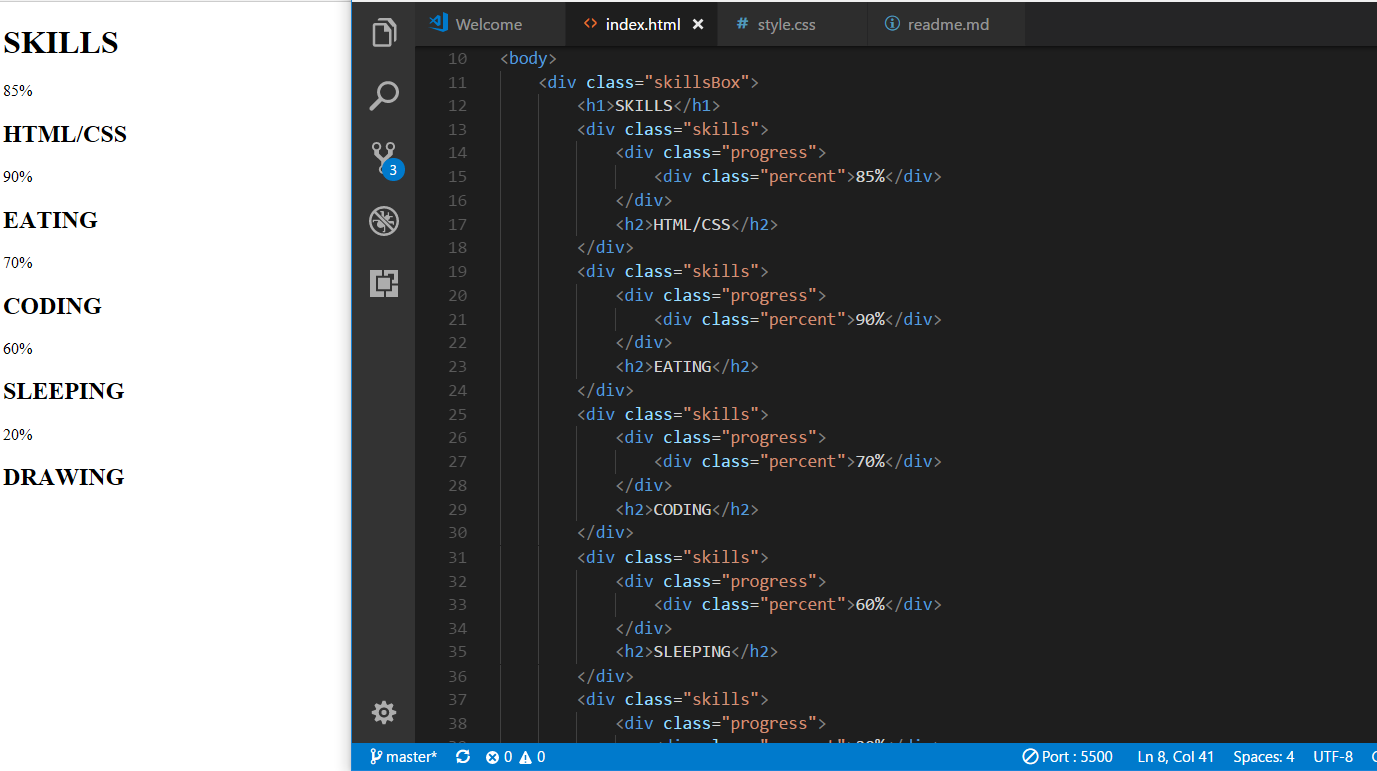 SKILLS
85%
HTML/CSS
90%
EATING
70%
CODING
60%
SLEEPING
20%
DRAWING
Welcome
index.html
style.css
readme.md
3
10 <body>
11 <div class="skillsBox">
12 <h1>SKILLS</h1>
13 <div class="skills">
14 <div class="progress">
15 <div class="percent">85%</div>
16 </div>
17 <h2>HTML/CSS</h2>
18 </div>
19 <div class="skills">
20 <div class="progress">
21 <div class="percent">90%</div>
22 </div>
23 <h2>EATING</h2>
24 </div>
25 <div class="skills">
26 <div class="progress">
27 <div class="percent">70%</div>
28 </div>
29 <h2>CODING</h2>
30 </div>
31 <div class="skills">
32 <div class="progress">
33 <div class="percent">60%</div>
34 </div>
35 <h2>SLEEPING</h2>
36 </div>
37 <div class="skills">
38 <div class="progress">
master* 0 0 Port : 5500 Ln 8, Col 41 Spaces: 4 UTF-8